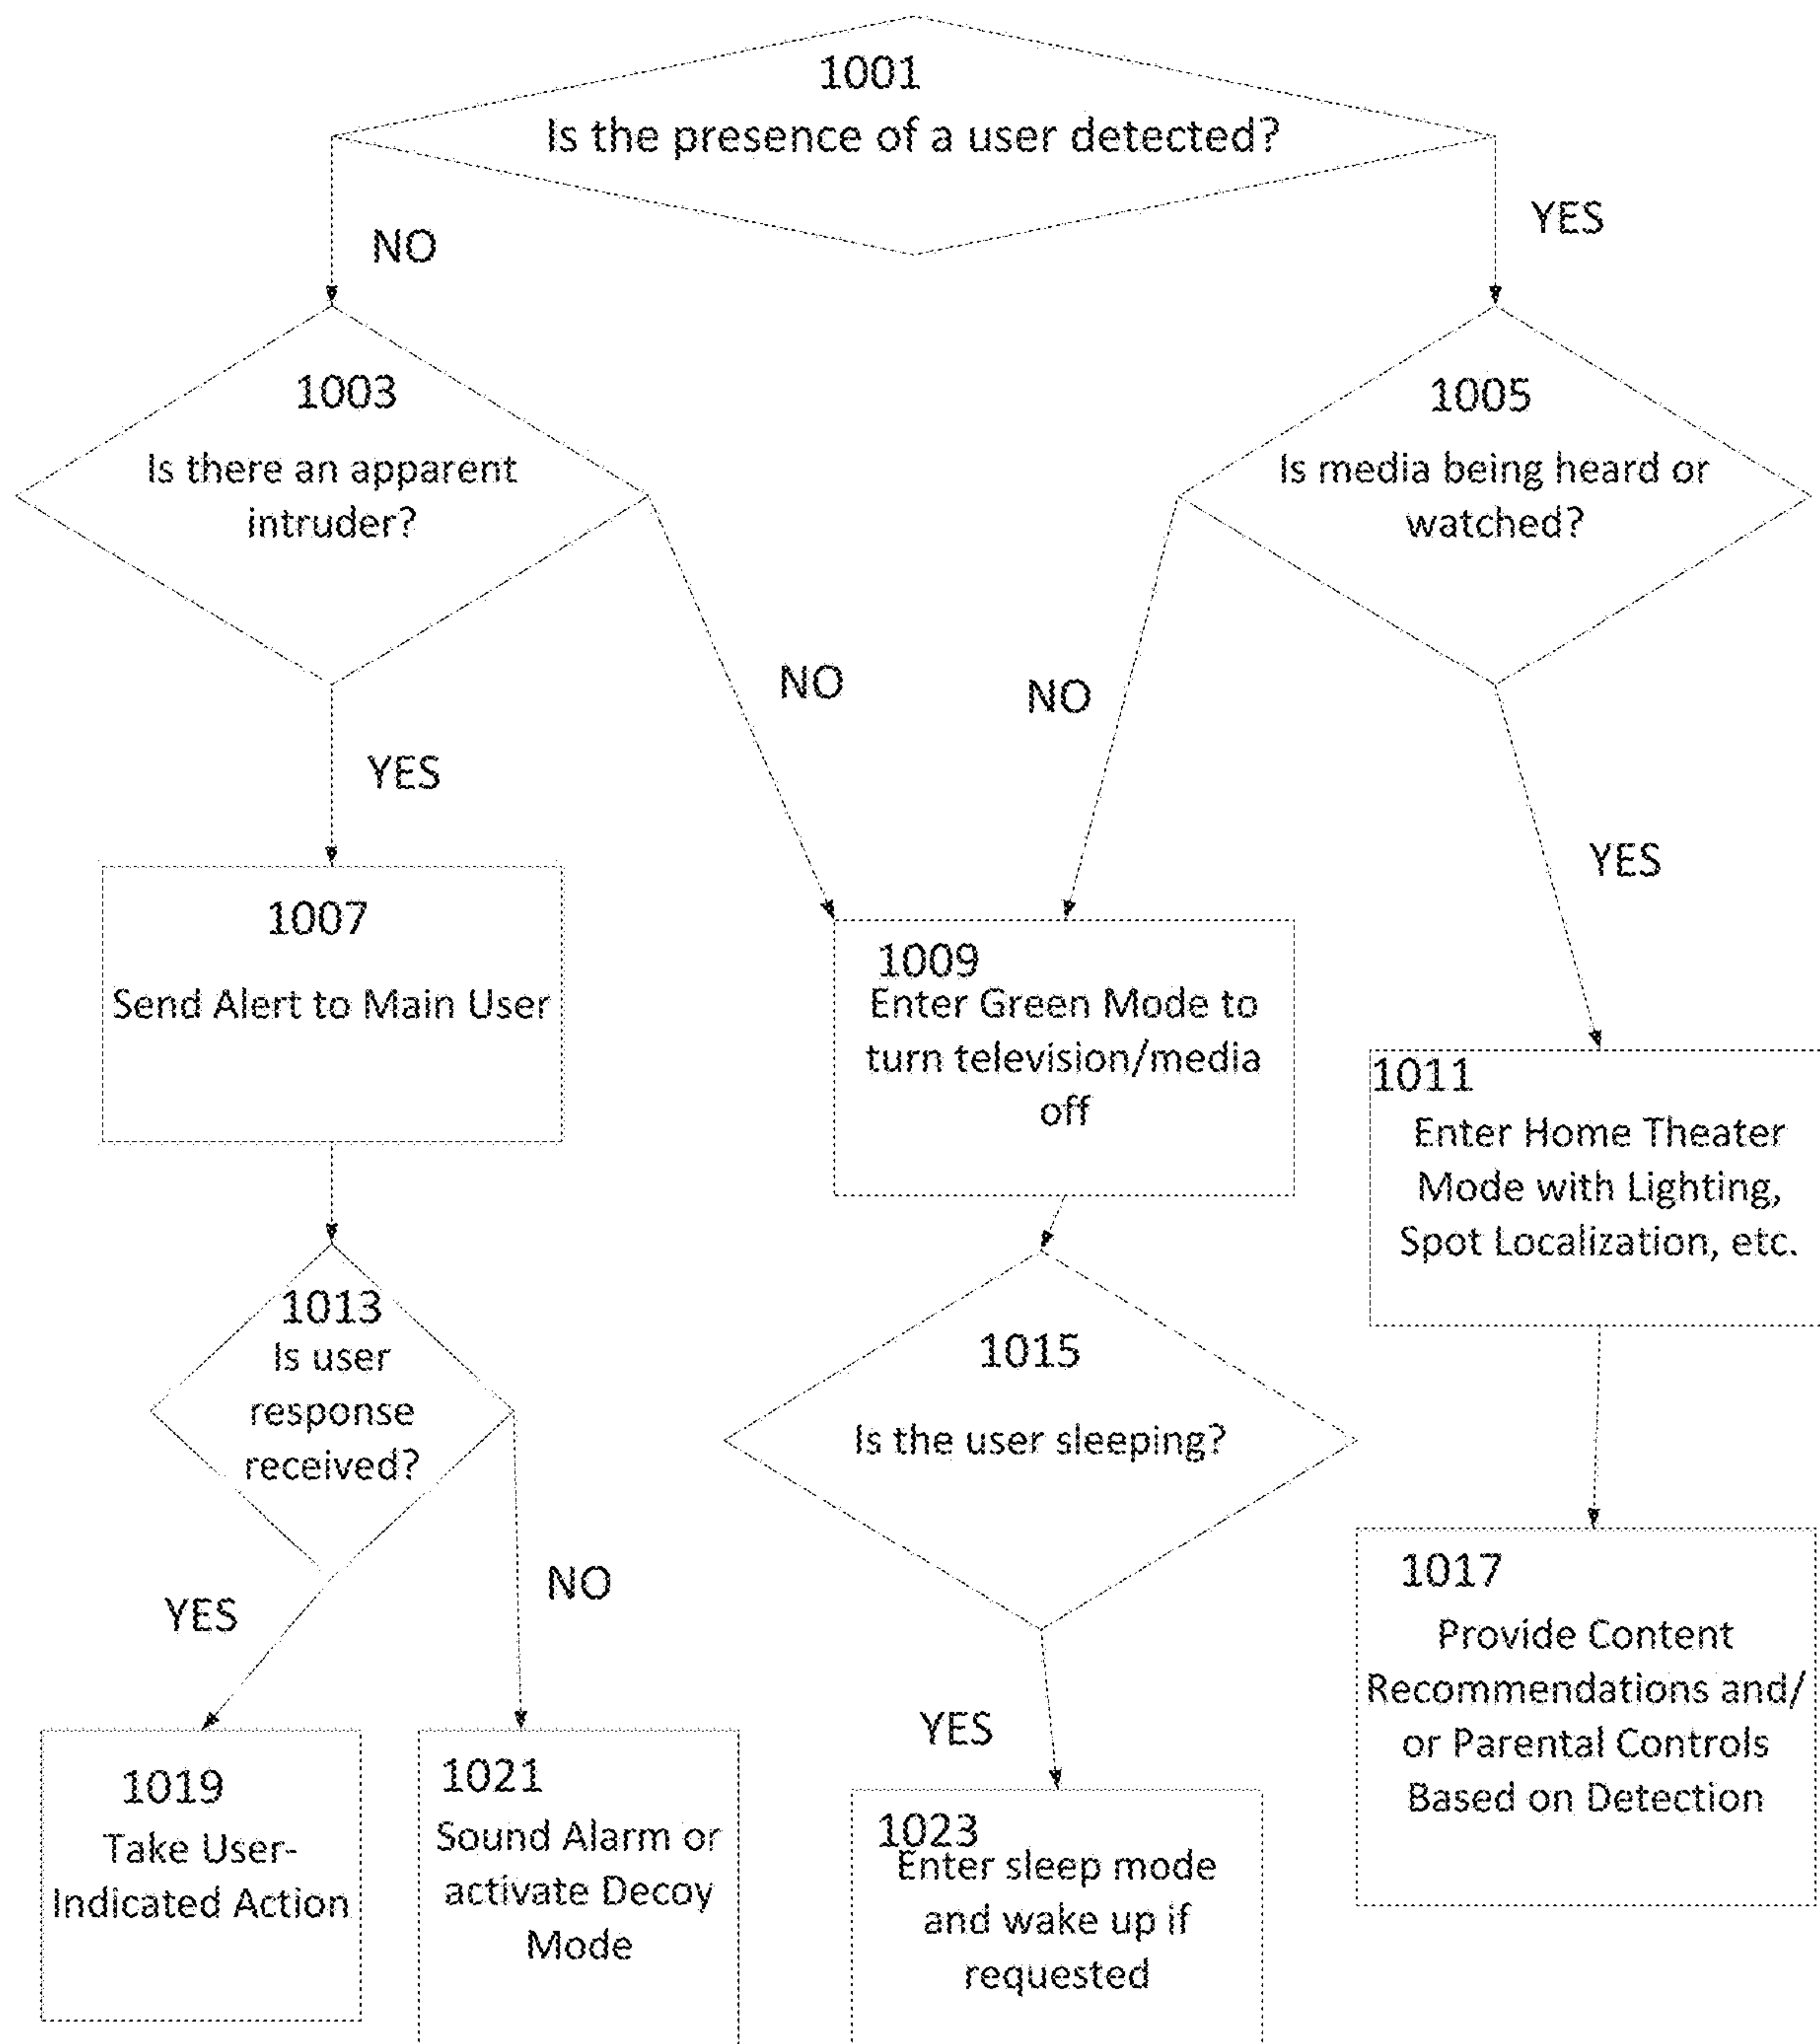 1001
Is the presence of a user detected?
NO
YES
1003
Is there an apparent
intruder?
1005
Is media being heard or
watched?
NO
NO
YES
YES
1007
Send Alert to Main User
1009
Enter Green Mode to
turn television/media
off
1011
Enter Home Theater
Mode with Lighting,
Spot Localization, etc.
1013
Is user
response
received?
1015
Is the user sleeping?
YES
NO
YES
1017
Provide Content
Recommendations and/
or Parental Controls
Based on Detection
1019
Take User-
Indicated Action
1021
Sound Alarm or
activate Decoy
Mode
1023
Enter sleep mode
and wake up if
requested